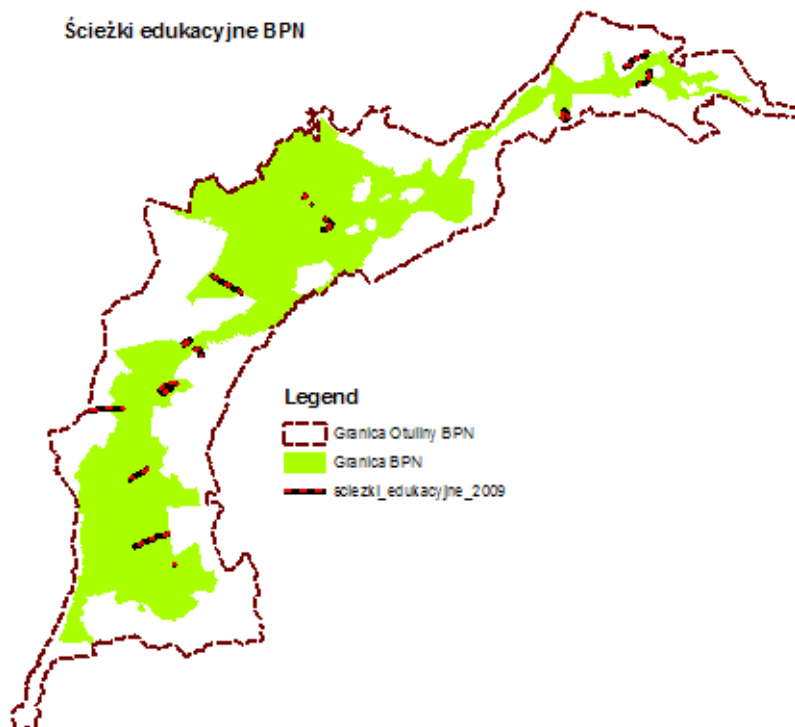 Ścieżki edukacyjne BPN
Legend
Granica Otuliny BPN
Granica BPN
sciezki_edukacyjne_2009